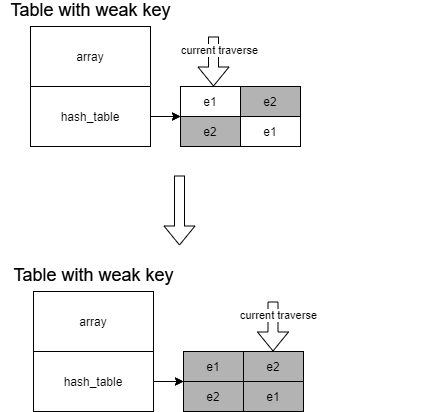 Table with weak key
current traverse
array
e1 e2
hash_table
e2 e1
Table with weak key
current traverse
array
e1 e2
hash_table
e2 e1